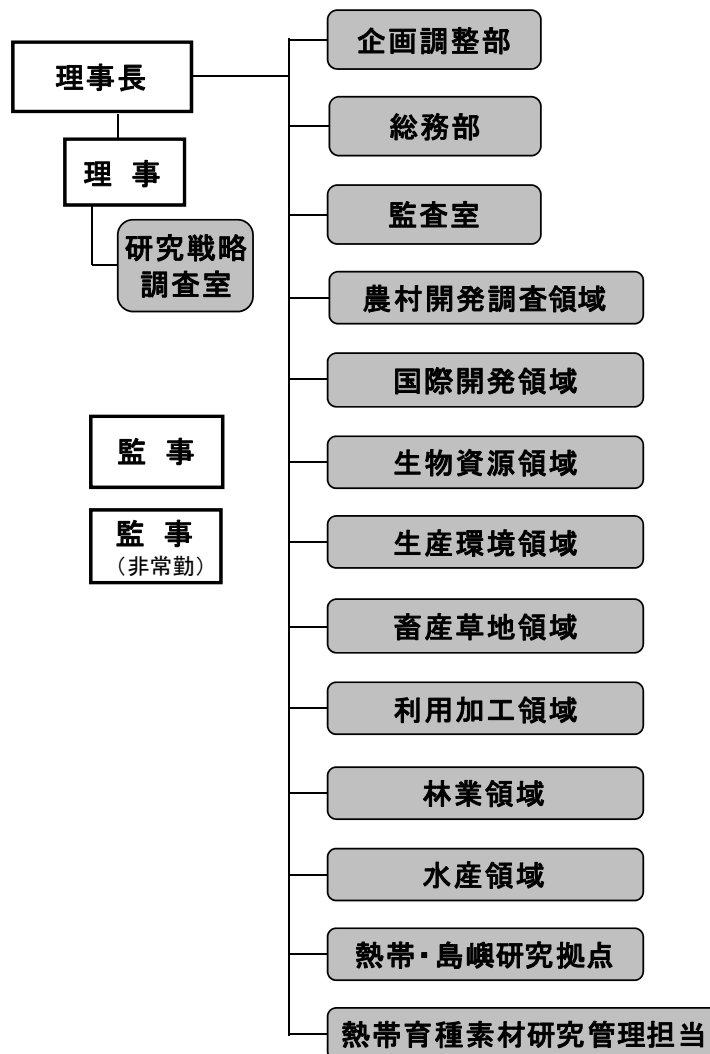 理事長
理 事
研究戦略
調査室
監 事
監 事
(非常勤)
企画調整部
総務部
監査室
農村開発調査領域
国際開発領域
生物資源領域
生産環境領域
畜産草地領域
利用加工領域
林業領域
水産領域
熱帯・島嶼研究拠点
熱帯育種素材研究管理担当